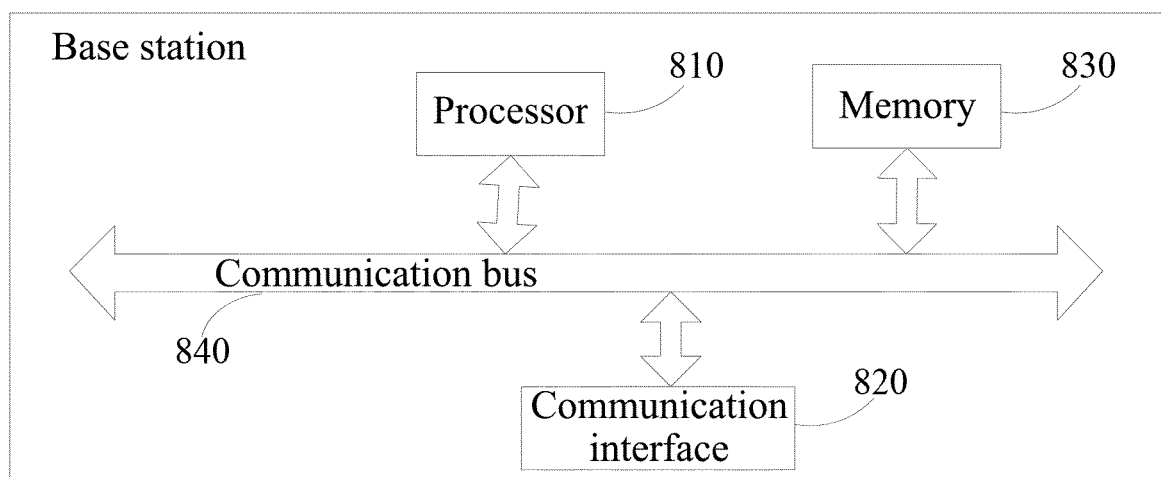 Base station
810
830
Processor
Memory
Communication bus
840
820
Communication
interface